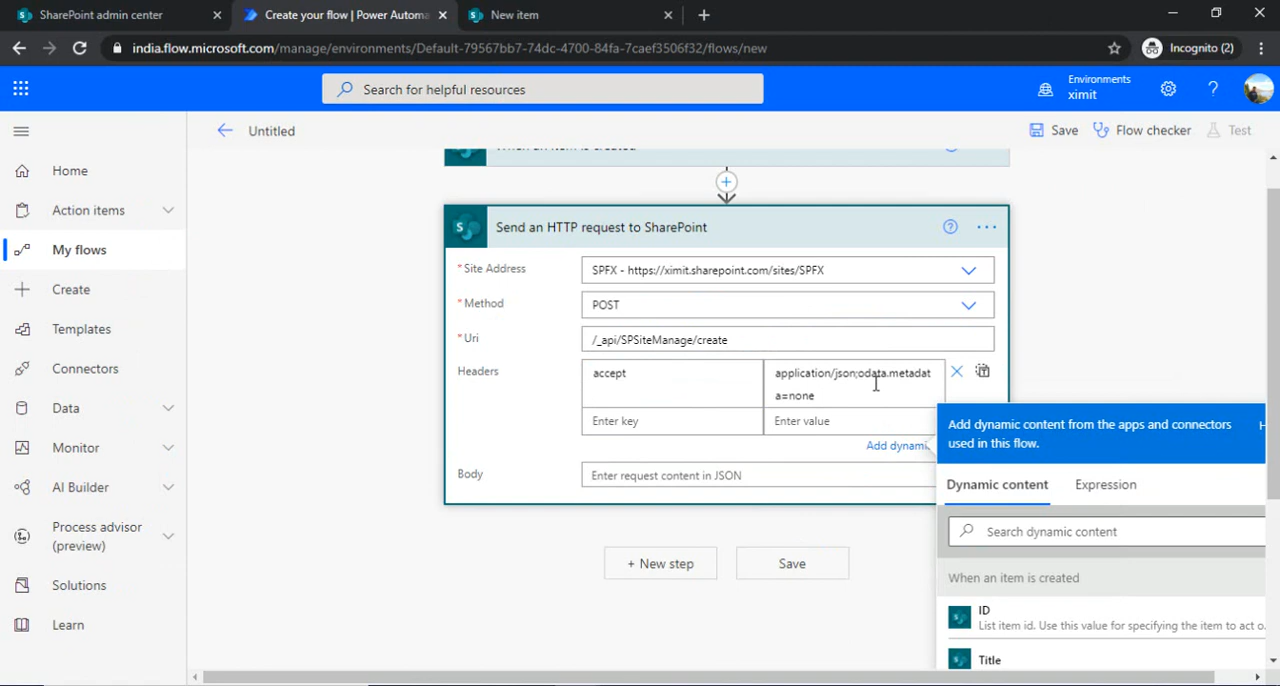 SharePoint admin center
Create your flow | Power Automa
New item
india.flow.microsoft.com/manage/environments/Default-79567bb7-74dc-4700-84fa-7caef3506f32/flows/new
Incognito (2)
Search for helpful resources
Environments
ximit
Untitled
Save
Flow checker
Test
Home
Action items
My flows
Create
Templates
Connectors
Data
Monitor
AI Builder
Process advisor
(preview)
Solutions
Learn
When an item is created
Send an HTTP request to SharePoint
* Site Address
SPFX - https://ximit.sharepoint.com/sites/SPFX
* Method
POST
* Uri
/_api/SPSiteManage/create
Headers
accept
application/json;odata.metadat
a=none
Enter key
Enter value
Add dynami
Body
Enter request content in JSON
+ New step
Save
Add dynamic content from the apps and connectors
used in this flow.
H
Dynamic content
Expression
Search dynamic content
When an item is created
ID
List item id. Use this value for specifying the item to act o
Title